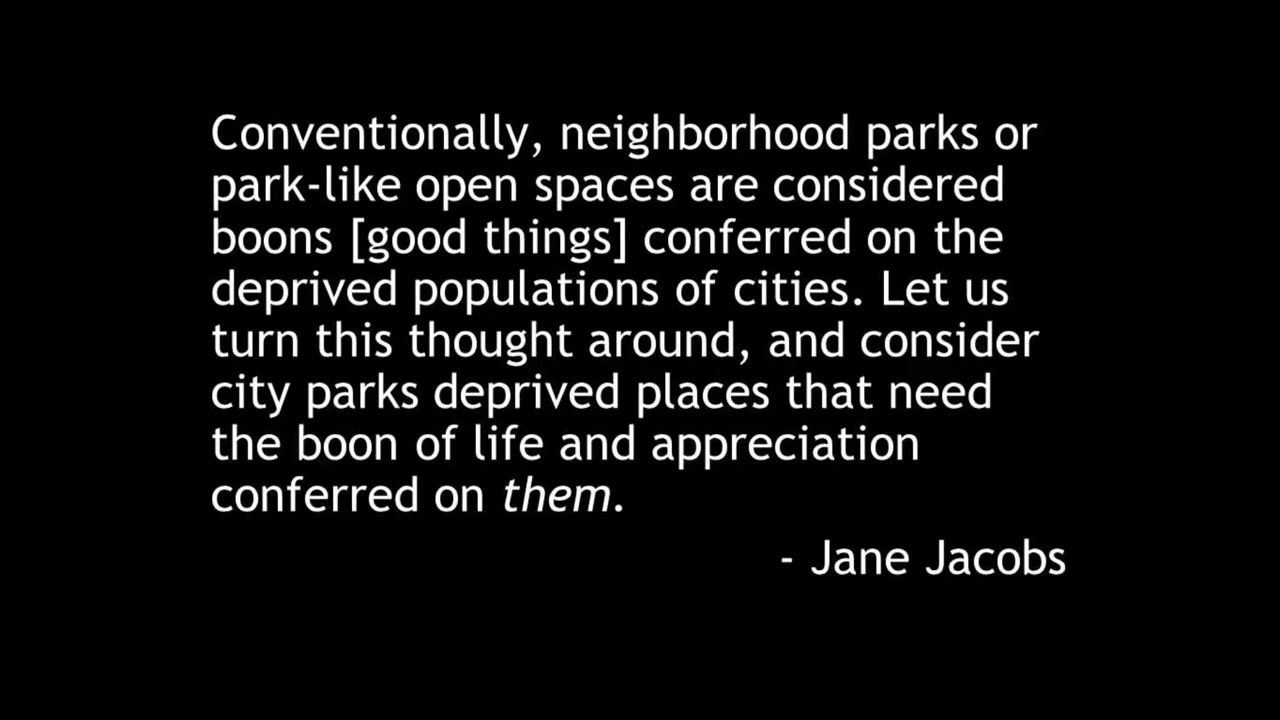 Conventionally, neighborhood parks or
park-like open spaces are considered
boons [good things] conferred on the
deprived populations of cities. Let us
turn this thought around, and consider
city parks deprived places that need
the boon of life and appreciation
conferred on them.
- Jane Jacobs